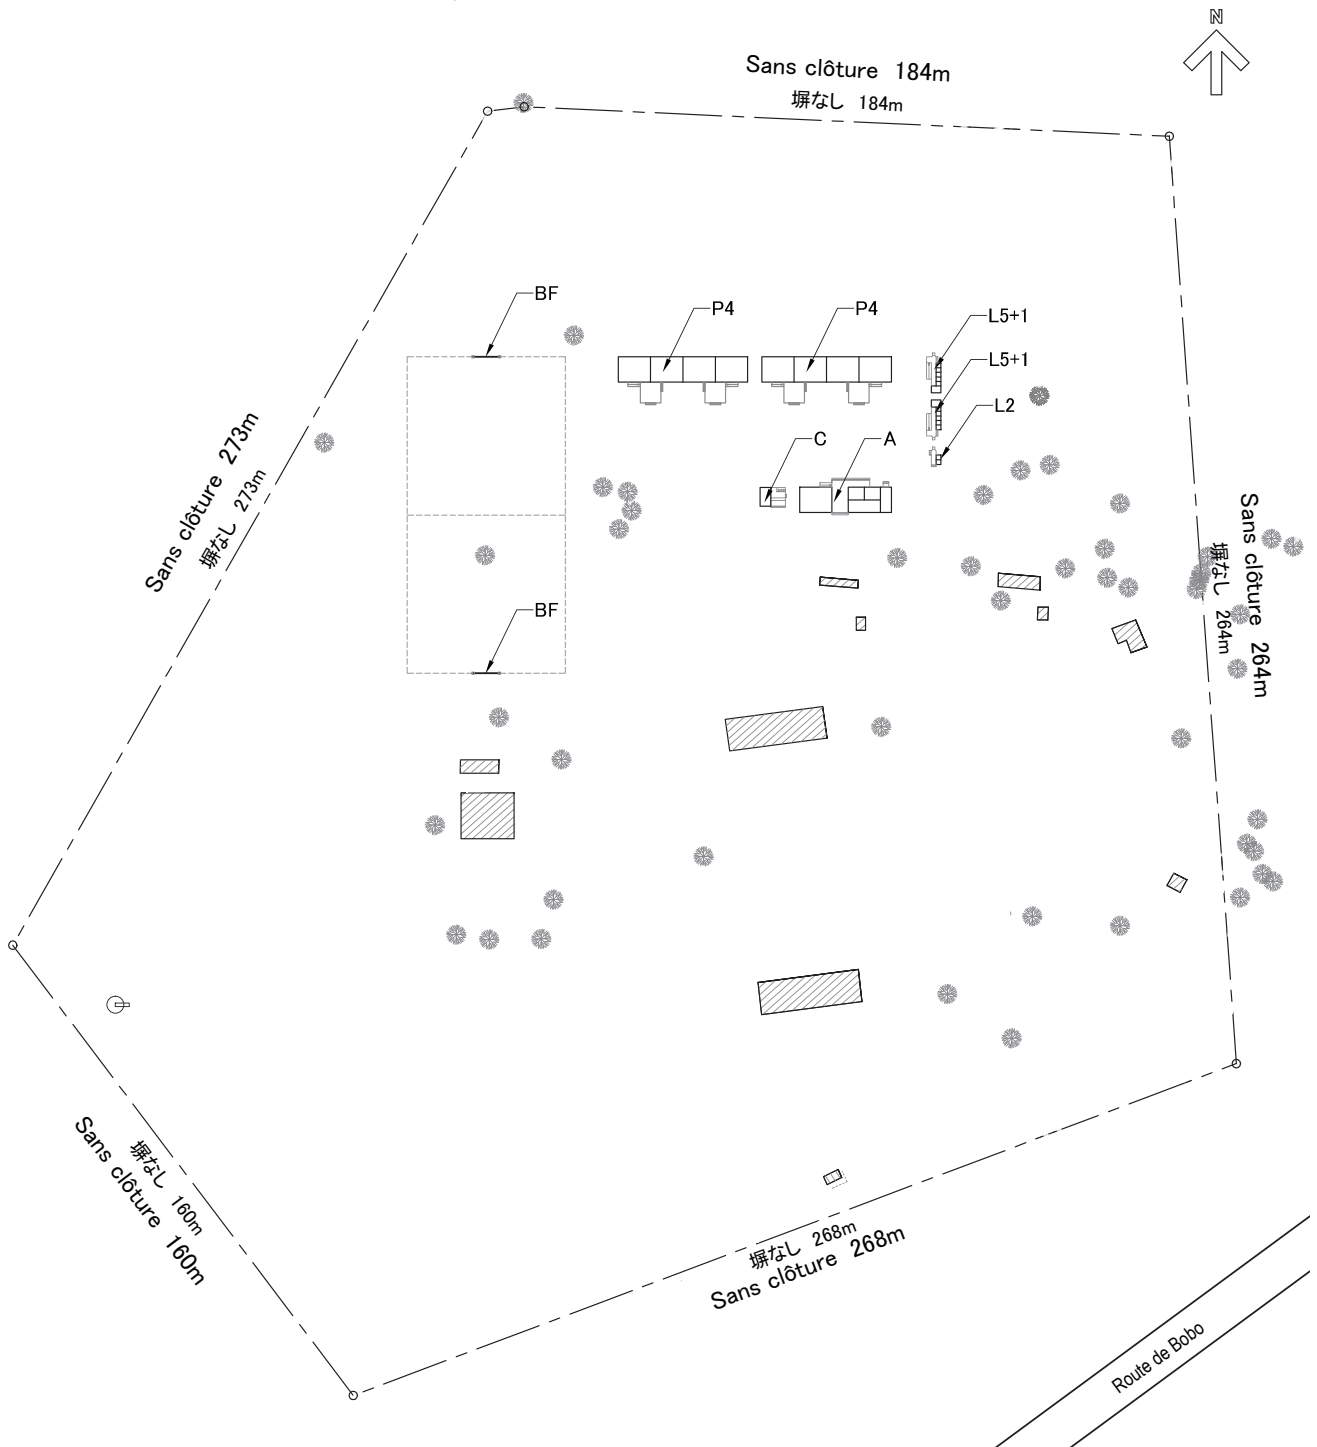 N
Sans clôture 184m
塀なし 184m
BF
P4
P4
L5+1
L5+1
L2
C
A
Sans clôture 273m
塀なし 273m
Sans clôture 264m
塀なし 264m
BF
塀なし 160m
Sans clôture 160m
塀なし 268m
Sans clôture 268m
Route de Bobo